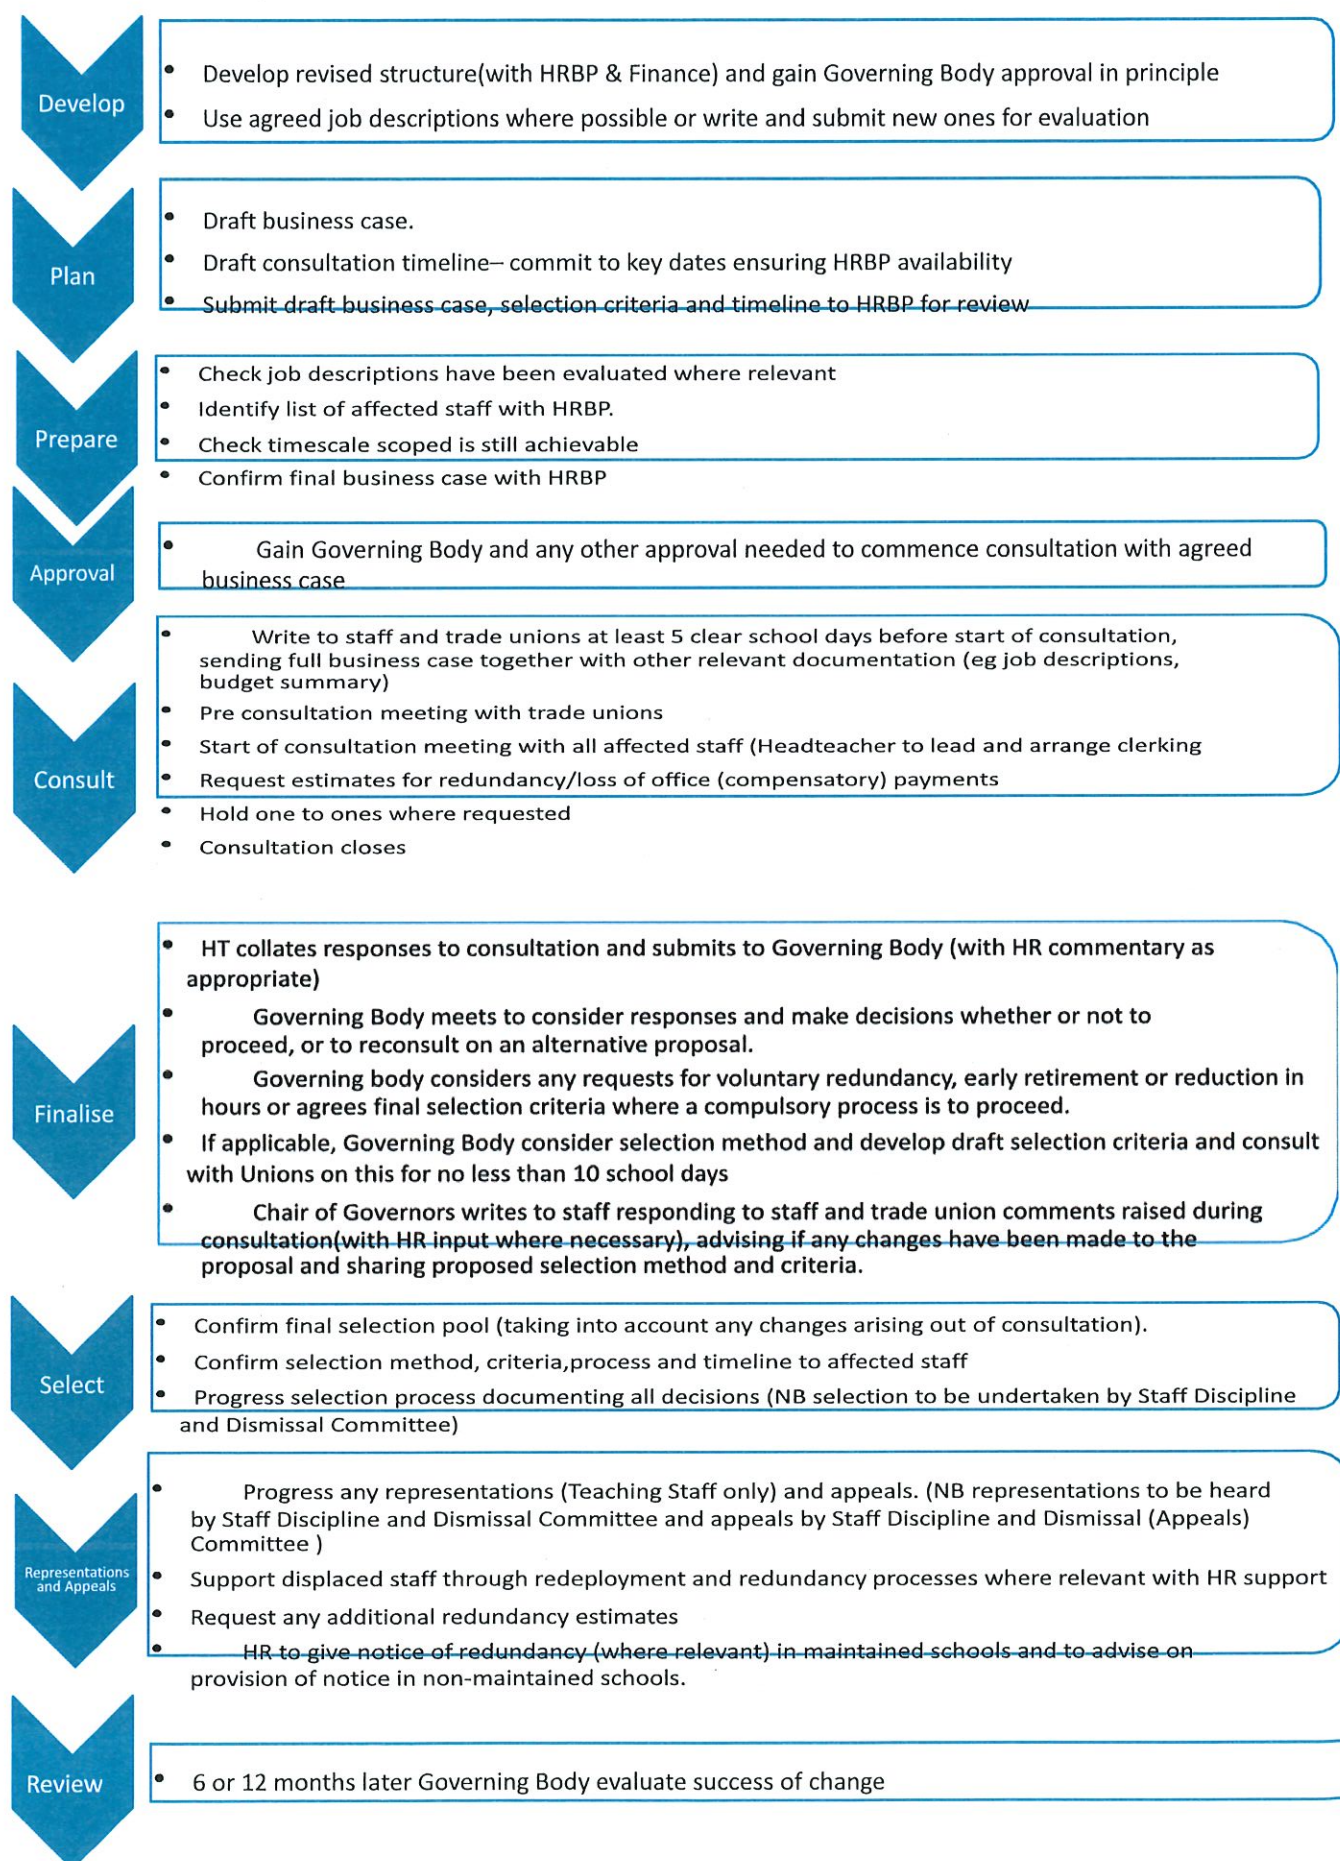 Develop
• Develop revised structure(with HRBP & Finance) and gain Governing Body approval in principle
• Use agreed job descriptions where possible or write and submit new ones for evaluation
Plan
• Draft business case.
• Draft consultation timeline– commit to key dates ensuring HRBP availability
• Submit draft business case, selection criteria and timeline to HRBP for review
Prepare
• Check job descriptions have been evaluated where relevant
• Identify list of affected staff with HRBP.
• Check timescale scoped is still achievable
• Confirm final business case with HRBP
Approval
• Gain Governing Body and any other approval needed to commence consultation with agreed
business case
Consult
• Write to staff and trade unions at least 5 clear school days before start of consultation,
sending full business case together with other relevant documentation (eg job descriptions,
budget summary)
• Pre consultation meeting with trade unions
• Start of consultation meeting with all affected staff (Headteacher to lead and arrange clerking
• Request estimates for redundancy/loss of office (compensatory) payments
• Hold one to ones where requested
• Consultation closes
Finalise
• HT collates responses to consultation and submits to Governing Body (with HR commentary as
appropriate)
• Governing Body meets to consider responses and make decisions whether or not to
proceed, or to reconsult on an alternative proposal.
• Governing body considers any requests for voluntary redundancy, early retirement or reduction in
hours or agrees final selection criteria where a compulsory process is to proceed.
• If applicable, Governing Body consider selection method and develop draft selection criteria and consult
with Unions on this for no less than 10 school days
• Chair of Governors writes to staff responding to staff and trade union comments raised during
consultation(with HR input where necessary), advising if any changes have been made to the
proposal and sharing proposed selection method and criteria.
Select
• Confirm final selection pool (taking into account any changes arising out of consultation).
• Confirm selection method, criteria,process and timeline to affected staff
• Progress selection process documenting all decisions (NB selection to be undertaken by Staff Discipline
and Dismissal Committee)
Representations
and Appeals
• Progress any representations (Teaching Staff only) and appeals. (NB representations to be heard
by Staff Discipline and Dismissal Committee and appeals by Staff Discipline and Dismissal (Appeals)
Committee )
• Support displaced staff through redeployment and redundancy processes where relevant with HR support
• Request any additional redundancy estimates
• HR to give notice of redundancy (where relevant) in maintained schools and to advise on
provision of notice in non-maintained schools.
Review
• 6 or 12 months later Governing Body evaluate success of change